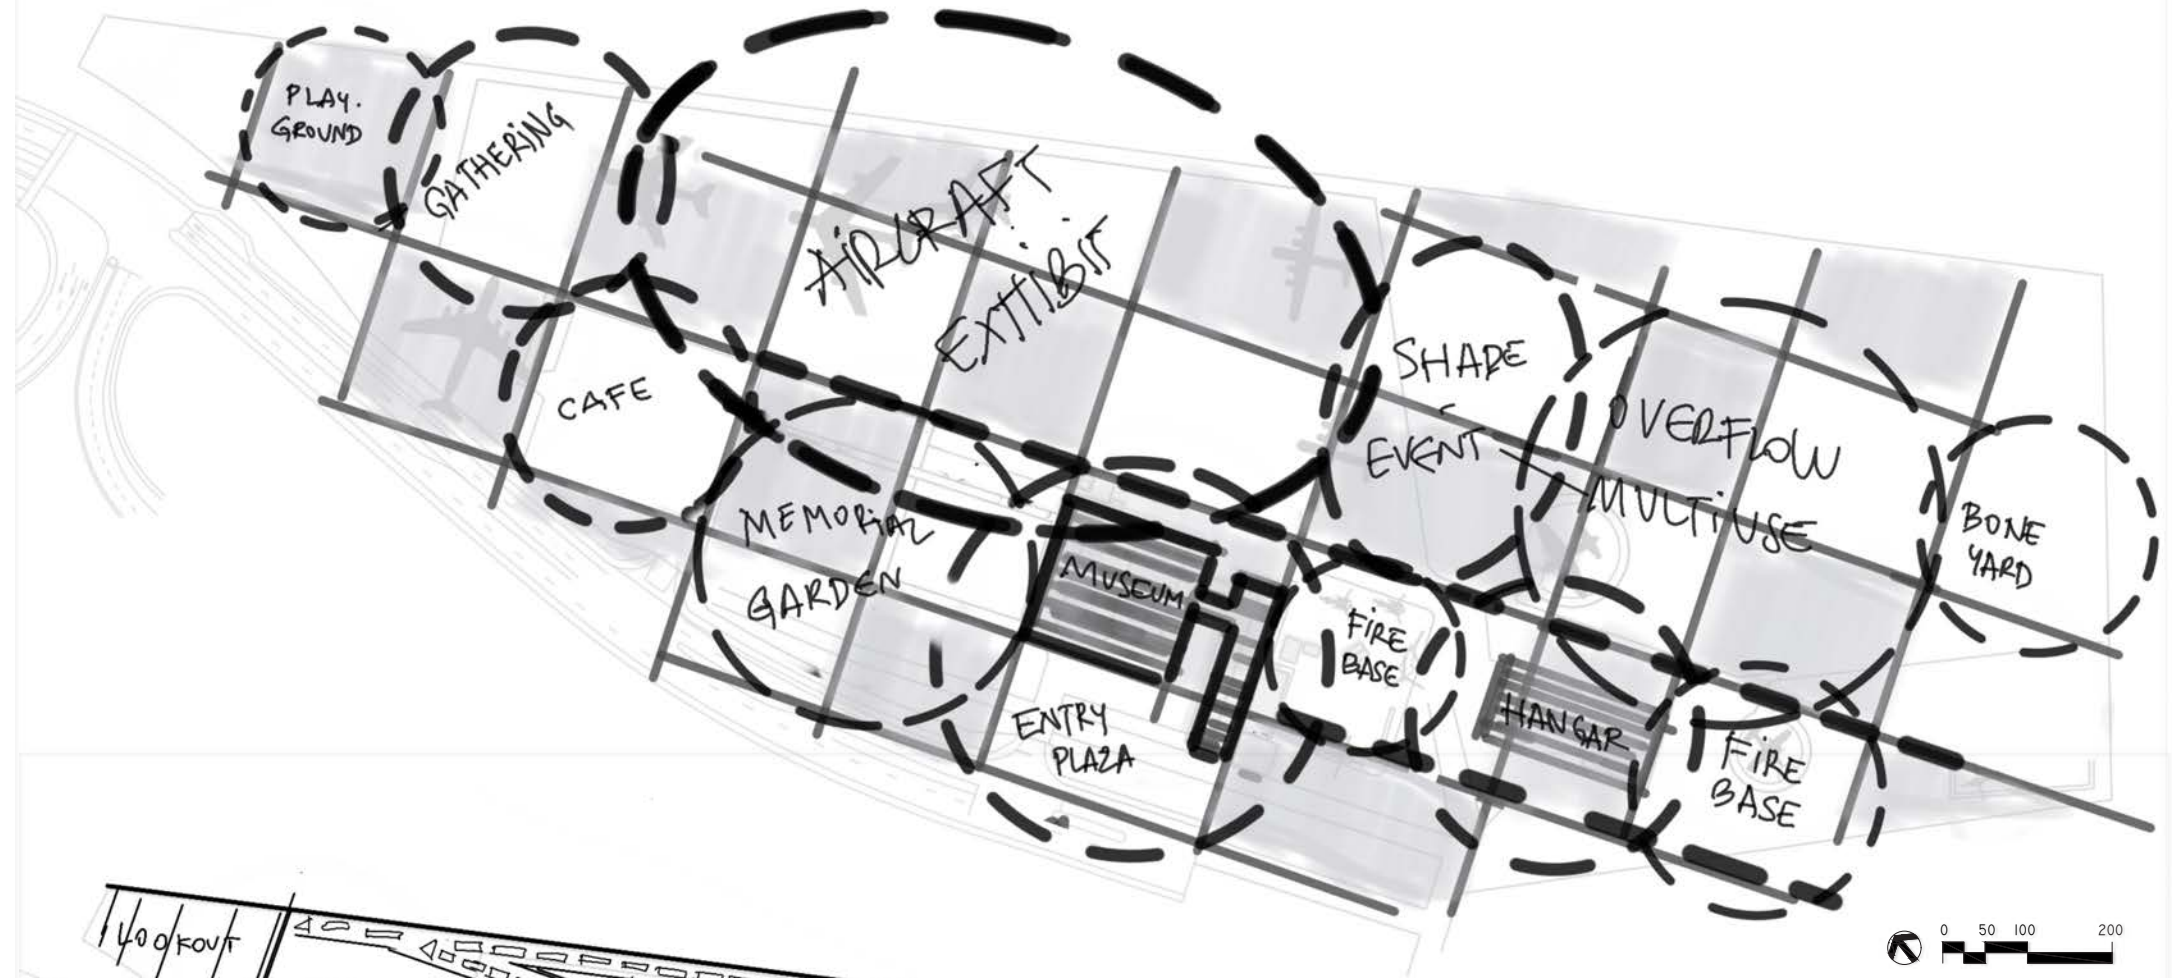 PLAY.
GROUND
GATHERING
AIRCRAFT
EXHIBIT
CAFE
SHADE
EVENT
OVERFLOW
MULTIUSE
BONE
YARD
MEMORIAL
GARDEN
MUSEUM
FIRE
BASE
ENTRY
PLAZA
HANGAR
FIRE
BASE
LOOKOUT
0 50 100 200